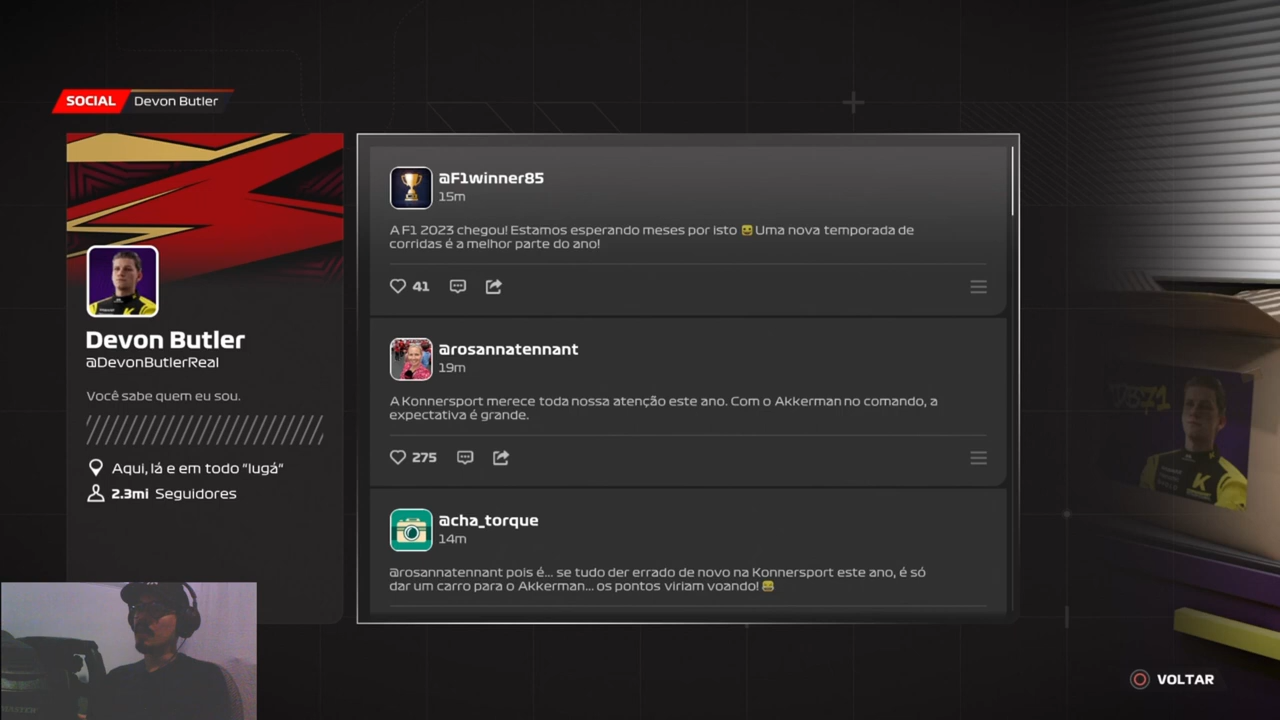 SOCIAL Devon Butler
Devon Butler
@DevonButlerReal
Você sabe quem eu sou.
Aqui, lá e em todo "lugá"
2.3mi Seguidores
@F1winner85
15m
A F1 2023 chegou! Estamos esperando meses por isto 😆 Uma nova temporada de
corridas é a melhor parte do ano!
41
@rosannatennant
19m
A Konnersport merece toda nossa atenção este ano. Com o Akkerman no comando, a
expectativa é grande.
275
@cha_torque
14m
@rosannatennant pois é... se tudo der errado de novo na Konnersport este ano, é só
dar um carro para o Akkerman... os pontos viriam voando! 😆
VOLTAR